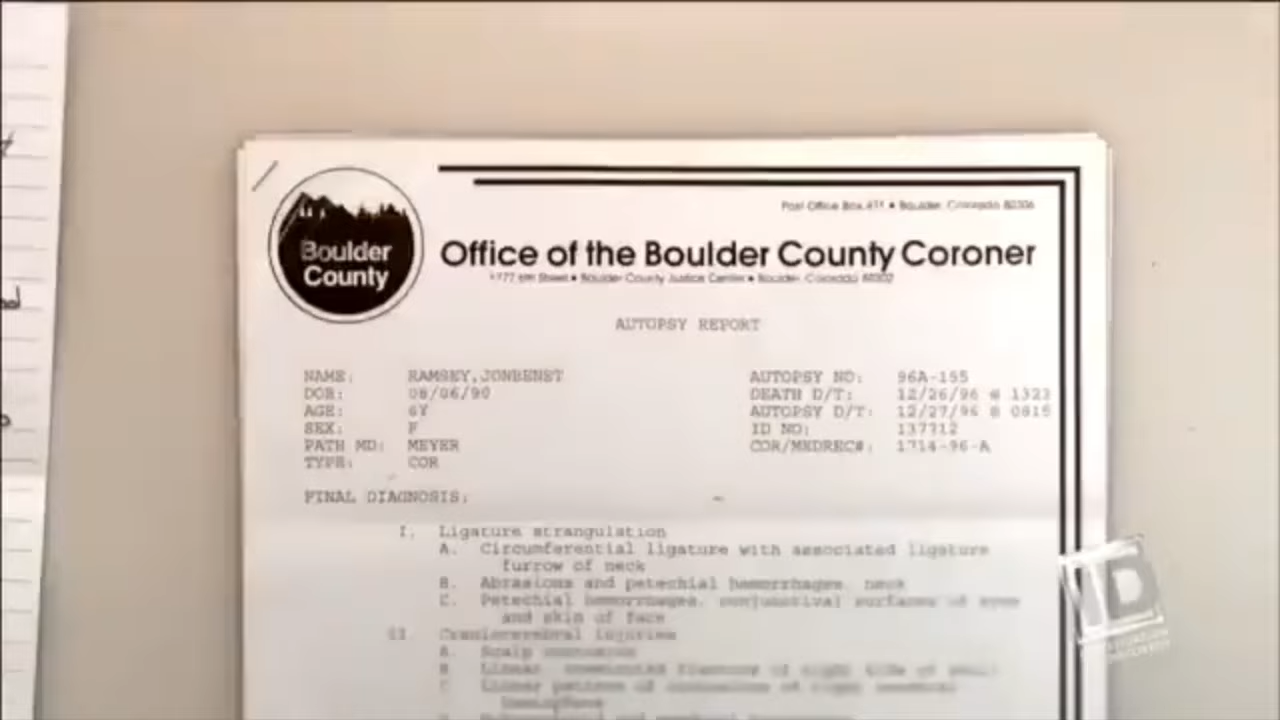 Boulder
County
Post Office Box 471 • Boulder, Colorado 80306
Office of the Boulder County Coroner
1777 6th Street • Boulder County Justice Center • Boulder, Colorado 80302
AUTOPSY REPORT
NAME: RAMSEY,JONBENET AUTOPSY NO: 96A-155
DOB: 08/06/90 DEATH D/T: 12/26/96 @ 1323
AGE: 6Y AUTOPSY D/T: 12/27/96 @ 0815
SEX: F ID NO: 137712
PATH MD: MEYER COR/MEDREC#: 1714-96-A
TYPE: COR
FINAL DIAGNOSIS:
I. Ligature strangulation
A. Circumferential ligature with associated ligature
furrow of neck
B. Abrasions and petechial hemorrhages, neck
C. Petechial hemorrhages, conjunctival surfaces of eyes
and skin of face
II. Craniocerebral injuries
A. Scalp contusion
B. Linear, comminuted fracture of right side of skull
C. Linear pattern of contusions of right cerebral
hemisphere
ID